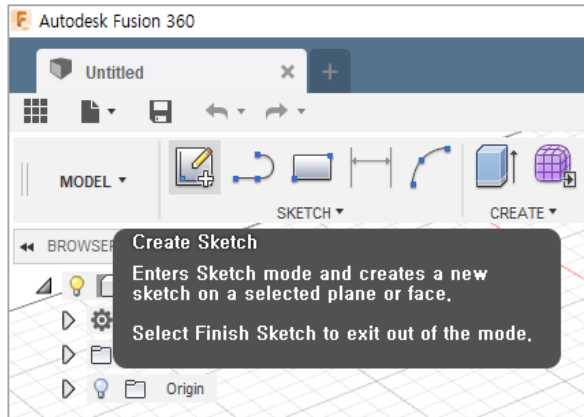 Autodesk Fusion 360
Untitled
MODEL
SKETCH
CREATE
BROWSER
Create Sketch
Enters Sketch mode and creates a new
sketch on a selected plane or face.
Select Finish Sketch to exit out of the mode.
Origin